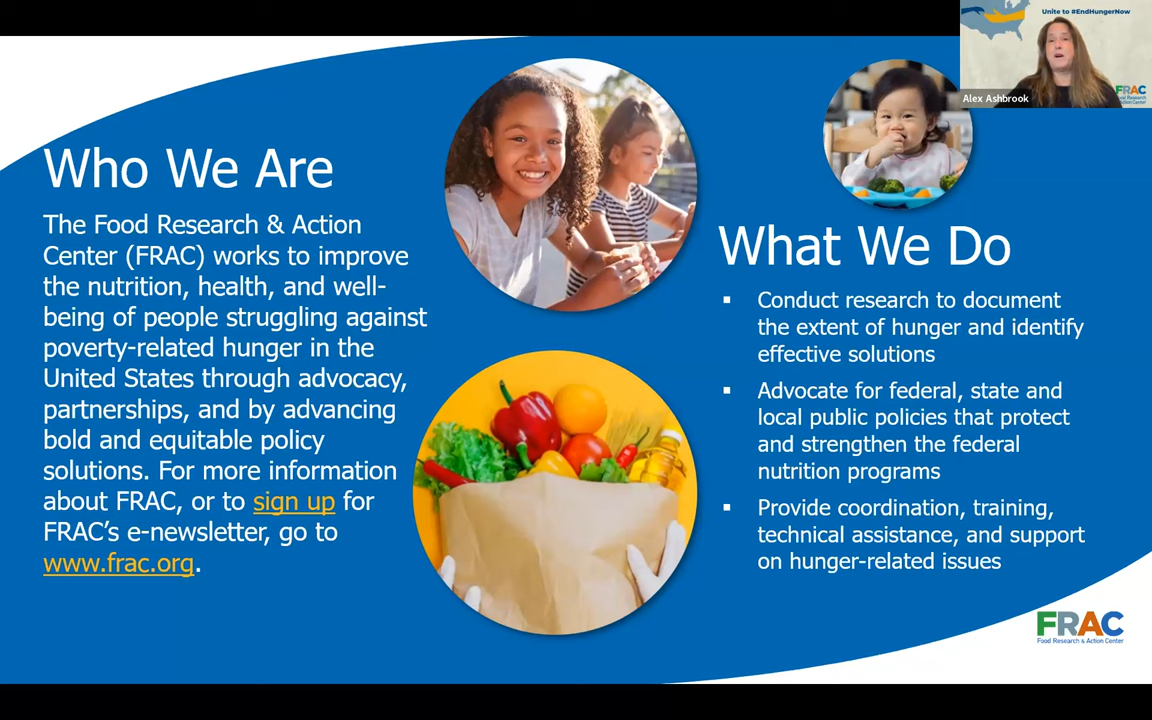 Unite to #EndHungerNow
Alex Ashbrook
FRAC
Food Research
Action Center
Who We Are
The Food Research & Action
Center (FRAC) works to improve
the nutrition, health, and well-
being of people struggling against
poverty-related hunger in the
United States through advocacy,
partnerships, and by advancing
bold and equitable policy
solutions. For more information
about FRAC, or to sign up for
FRAC’s e-newsletter, go to
www.frac.org.
What We Do
▪ Conduct research to document
the extent of hunger and identify
effective solutions
▪ Advocate for federal, state and
local public policies that protect
and strengthen the federal
nutrition programs
▪ Provide coordination, training,
technical assistance, and support
on hunger-related issues
FRAC
Food Research & Action Center